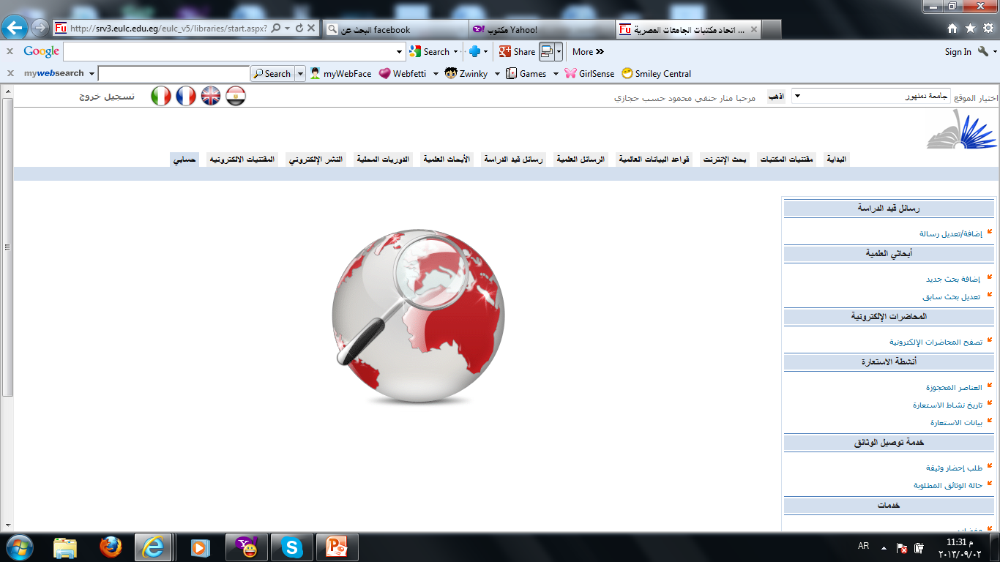 http://srv3.eulc.edu.eg/eulc_v5/libraries/start.aspx?
البحث عن facebook
مكتوب Yahoo!
اتحاد مكتبات الجامعات المصرية ...
Google Search Share More Sign In
mywebsearch Search myWebFace Webfetti Zwinky Games GirlSense Smiley Central
اختيار الموقع جامعة دمنهور اذهب مرحبا منار حنفي محمود حسب حجازي تسجيل خروج
البداية مقتنيات المكتبات بحث الإنترنت قواعد البيانات العالمية الرسائل العلمية رسائل قيد الدراسة الأبحاث العلمية الدوريات المحلية النشر الإلكتروني المقتنيات الالكترونيه حسابي
رسائل قيد الدراسة
إضافة/تعديل رسالة
أبحاثي العلمية
إضافة بحث جديد
تعديل بحث سابق
المحاضرات الإلكترونية
تصفح المحاضرات الإلكترونية
أنشطة الاستعارة
العناصر المحجوزة
تاريخ نشاط الاستعارة
بيانات الاستعارة
خدمة توصيل الوثائق
طلب إحضار وثيقة
حالة الوثائق المطلوبة
خدمات
AR
11:31 م
٢٠١٣/٠٩/٠٢